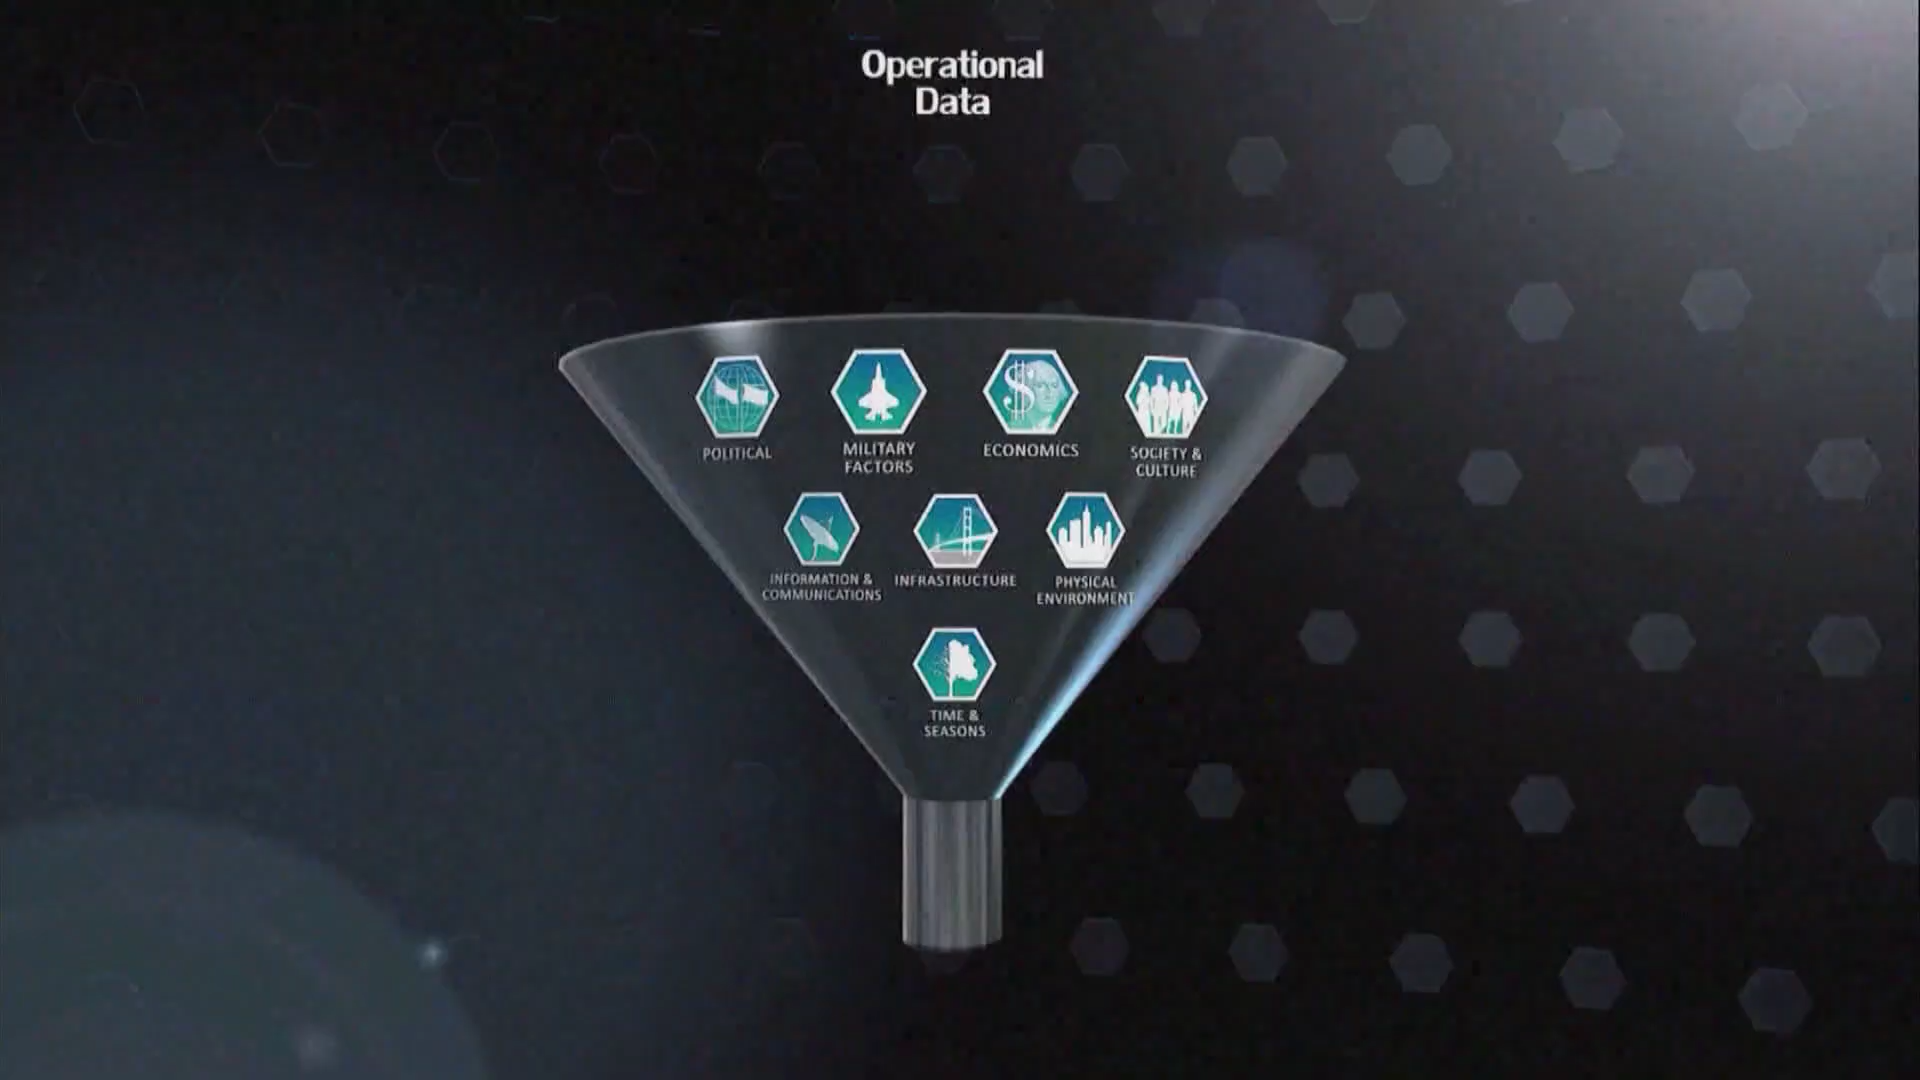 Operational
Data
POLITICAL
MILITARY
FACTORS
ECONOMICS
SOCIETY &
CULTURE
INFORMATION &
COMMUNICATIONS
INFRASTRUCTURE
PHYSICAL
ENVIRONMENT
TIME &
SEASONS